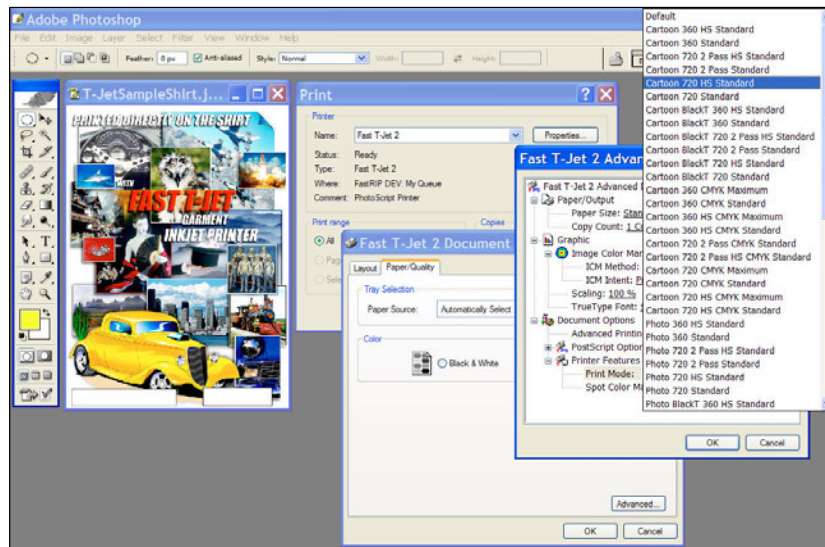 Adobe Photoshop
File Edit Image Layer Select Filter View Window Help
Feather: 0 px Anti-aliased Style: Normal Width: Height:
T-JetSampleShirt.j...
PRINTED DIRECTLY ON THE SHIRT
WITH
FAST T-JET
GARMENT
INKJET PRINTER
Print
Printer
Name: Fast T-Jet 2 Properties...
Status: Ready
Type: Fast T-Jet 2
Where: FastRIP DEV: My Queue
Comment: PhotoScript Printer
Print range Copies
All
Fast T-Jet 2 Document
Layout Paper/Quality
Tray Selection
Paper Source: Automatically Select
Color
Black & White
Advanced...
OK Cancel
Fast T-Jet 2 Advan
Fast T-Jet 2 Advanced
Paper/Output
Paper Size: Stan
Copy Count: 1 C
Graphic
Image Color Mar
ICM Method:
ICM Intent:
Scaling: 100 %
TrueType Font:
Document Options
Advanced Printin
PostScript Option
Printer Features
Print Mode:
Spot Color Ma
OK Cancel
Default
Cartoon 360 HS Standard
Cartoon 360 Standard
Cartoon 720 2 Pass HS Standard
Cartoon 720 2 Pass Standard
Cartoon 720 HS Standard
Cartoon 720 Standard
Cartoon BlackT 360 HS Standard
Cartoon BlackT 720 2 Pass HS Standard
Cartoon BlackT 720 2 Pass Standard
Cartoon BlackT 720 HS Standard
Cartoon BlackT 720 Standard
Cartoon 360 CMYK Maximum
Cartoon 360 CMYK Standard
Cartoon 360 HS CMYK Maximum
Cartoon 360 HS CMYK Standard
Cartoon 720 2 Pass CMYK Standard
Cartoon 720 2 Pass HS CMYK Standard
Cartoon 720 CMYK Maximum
Cartoon 720 CMYK Standard
Cartoon 720 HS CMYK Maximum
Cartoon 720 HS CMYK Standard
Photo 360 HS Standard
Photo 360 Standard
Photo 720 2 Pass HS Standard
Photo 720 2 Pass Standard
Photo 720 HS Standard
Photo 720 Standard
Photo BlackT 360 HS Standard